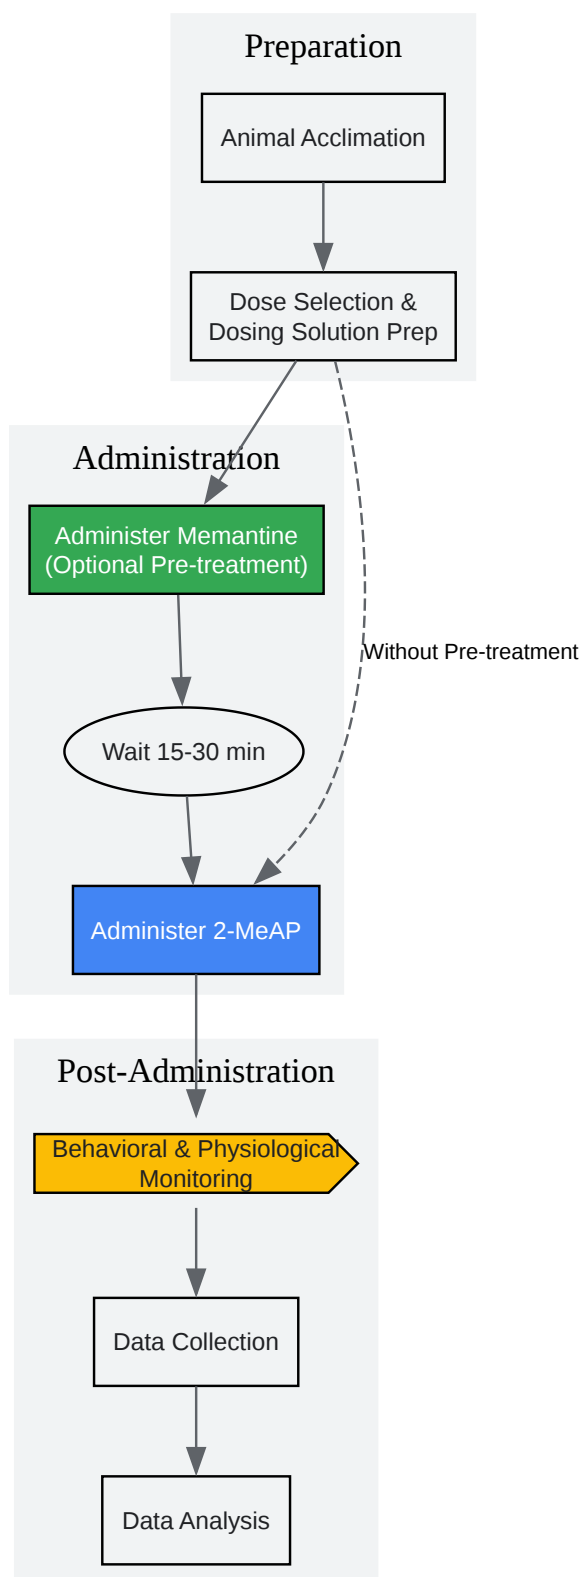 Preparation
Animal Acclimation
Dose Selection &
Dosing Solution Prep
Administration
Administer Memantine
(Optional Pre-treatment)
Without Pre-treatment
Wait 15-30 min
Administer 2-MeAP
Post-Administration
Behavioral & Physiological
Monitoring
Data Collection
Data Analysis